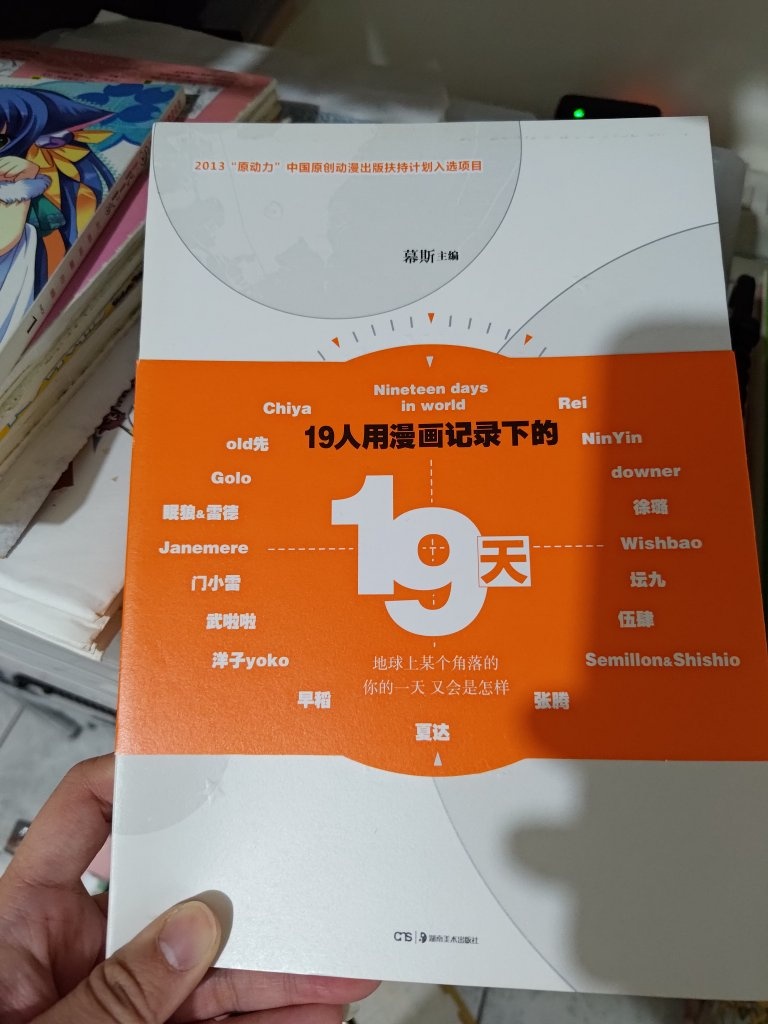 2013“原动力”中国原创动漫出版扶持计划入选项目
幕斯 主编
Nineteen days
in world
19人用漫画记录下的
19天
地球上某个角落的
你的一天 又会是怎样
Chiya
old先
Golo
眠狼&雷德
Janemere
门小雷
武啦啦
洋子yoko
早稻
夏达
Rei
NinYin
downer
徐璐
Wishbao
坛九
伍肆
Semillon&Shishio
张腾
CTS
湖南美术出版社